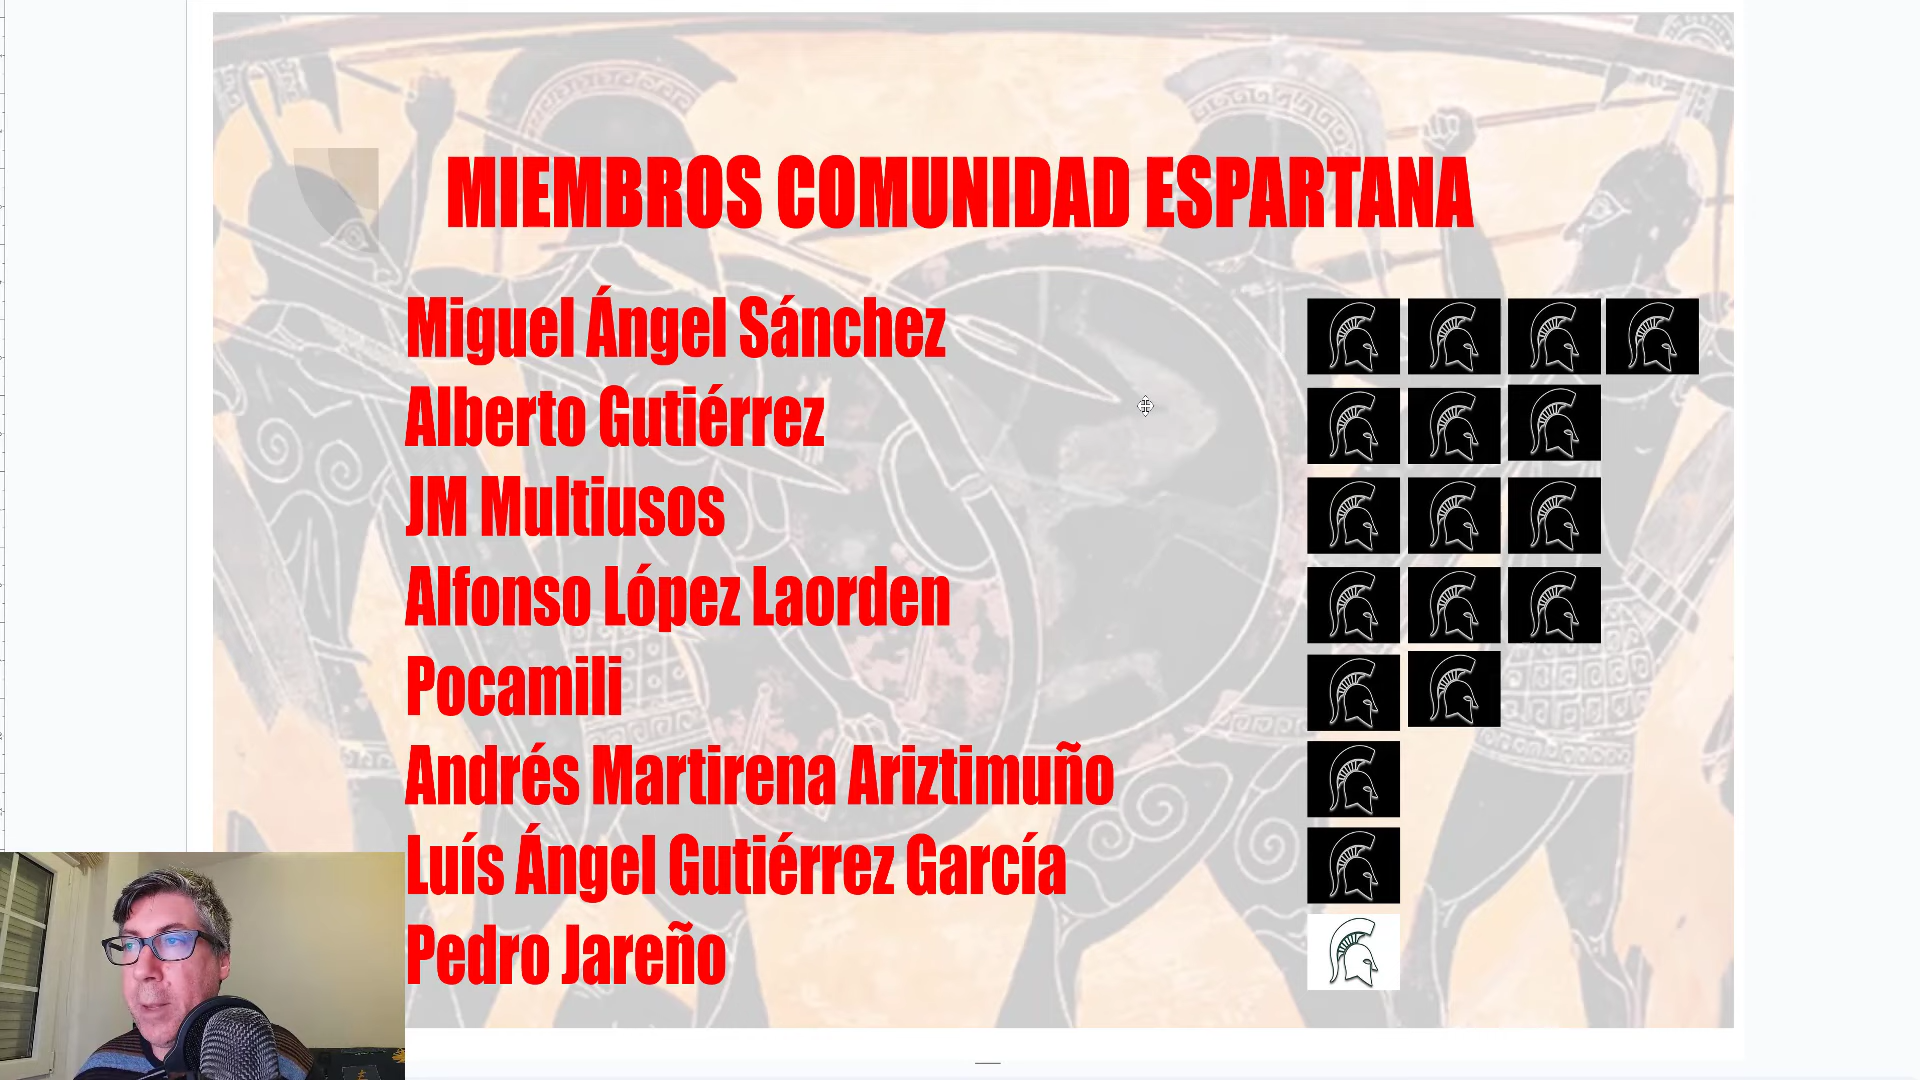 MIEMBROS COMUNIDAD ESPARTANA
Miguel Ángel Sánchez
Alberto Gutiérrez
JM Multiusos
Alfonso López Laorden
Pocamili
Andrés Martirena Ariztimuño
Luís Ángel Gutiérrez García
Pedro Jareño